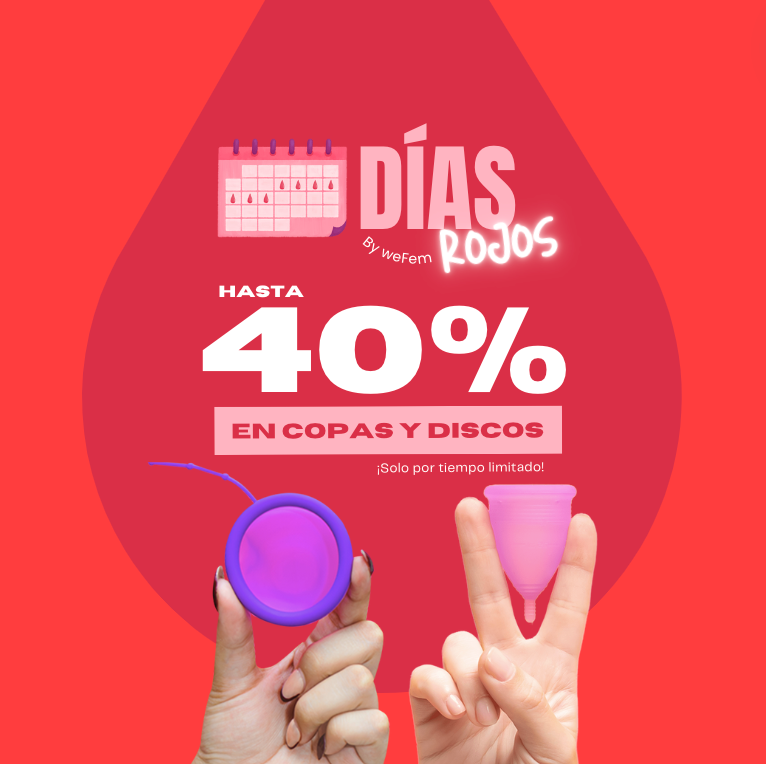 DÍAS
ROJOS
By weFem
HASTA
40%
EN COPAS Y DISCOS
¡Solo por tiempo limitado!